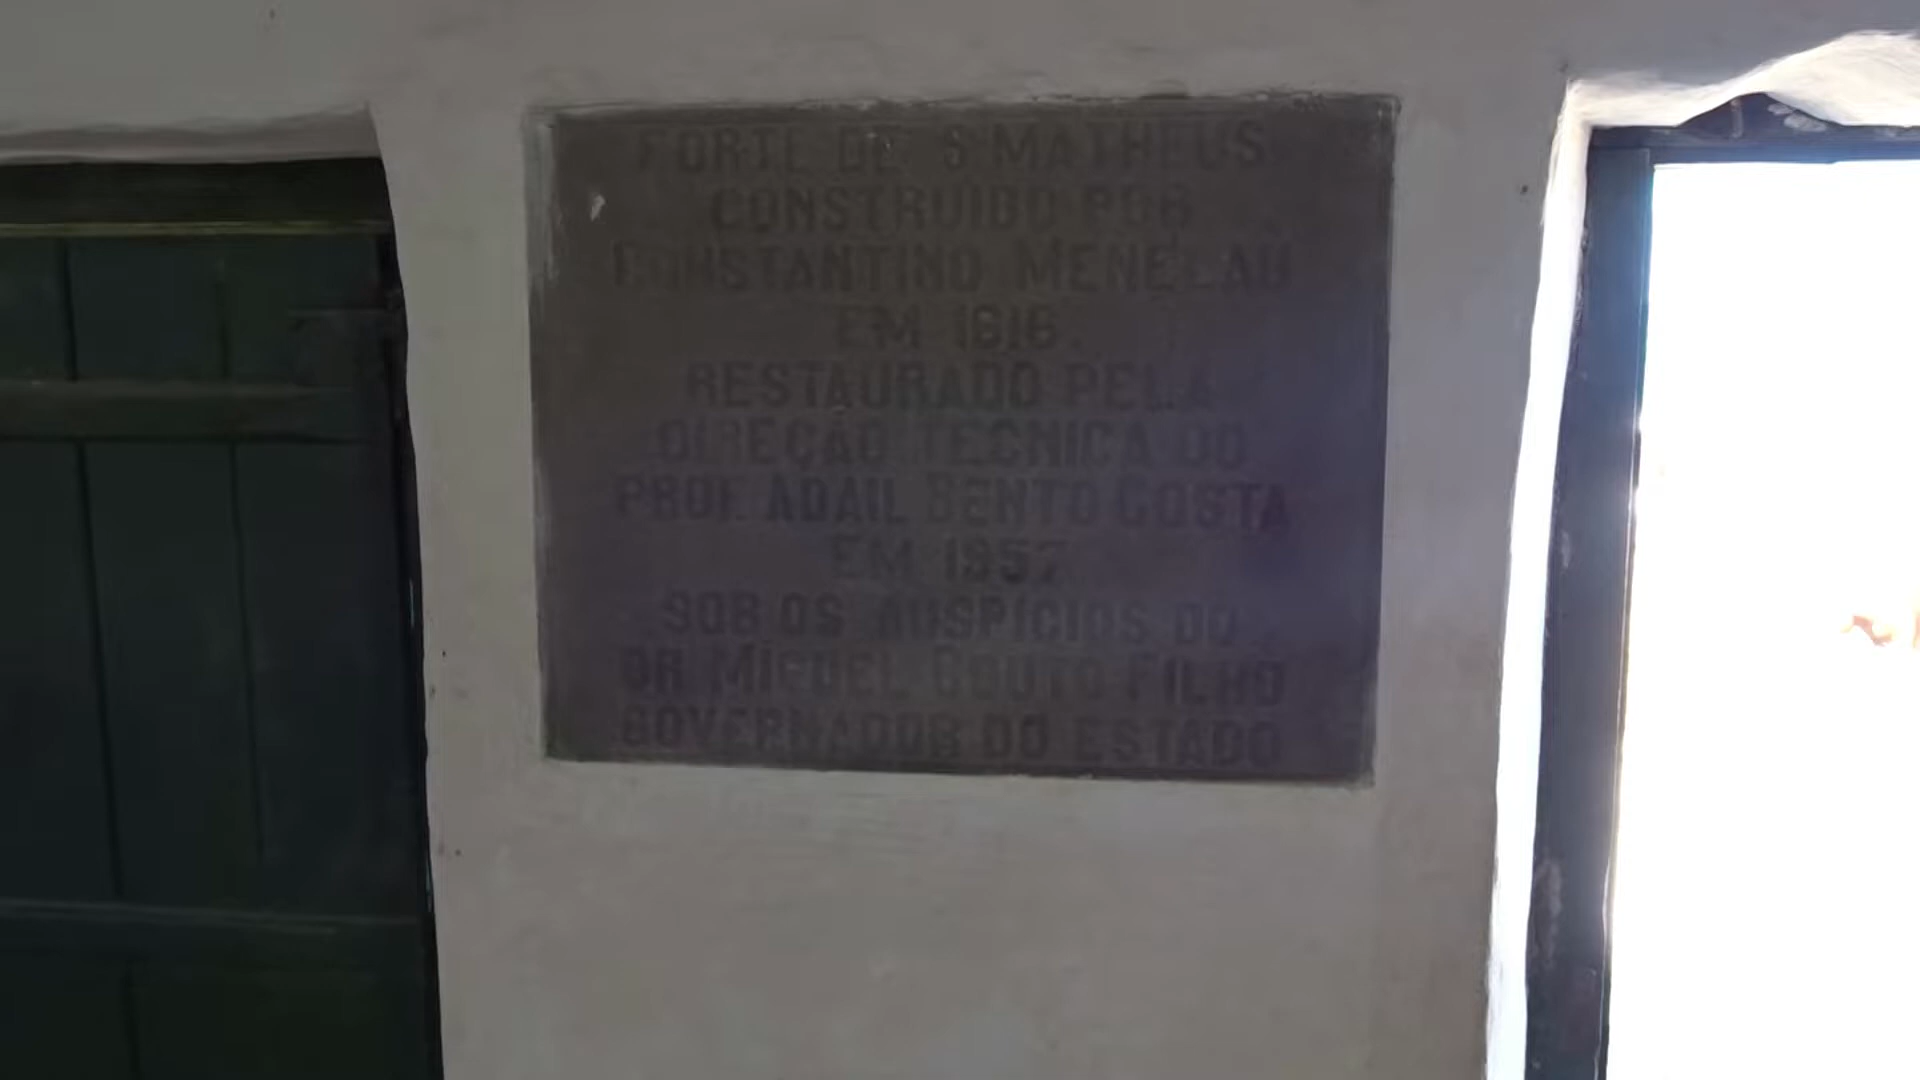 FORTE DE S MATHEUS
CONSTRUIDO POR
CONSTANTINO MENELAU
EM 1616.
RESTAURADO PELA
DIREÇÃO TECNICA DO
PROF. ADAIL BENTO COSTA
EM 1957
SOB OS AUSPÍCIOS DO
DR MIGUEL COUTO FILHO
GOVERNADOR DO ESTADO